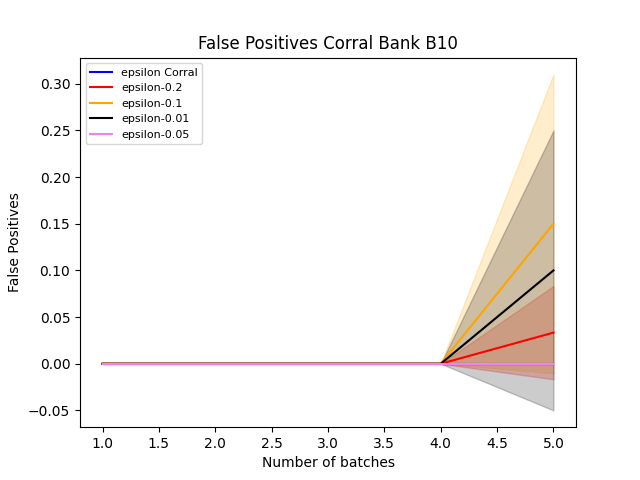 False Positives Corral Bank B10
epsilon Corral
epsilon-0.2
epsilon-0.1
epsilon-0.01
epsilon-0.05
0.30
0.25
0.20
0.15
0.10
0.05
0.00
−0.05
False Positives
1.0 1.5 2.0 2.5 3.0 3.5 4.0 4.5 5.0
Number of batches